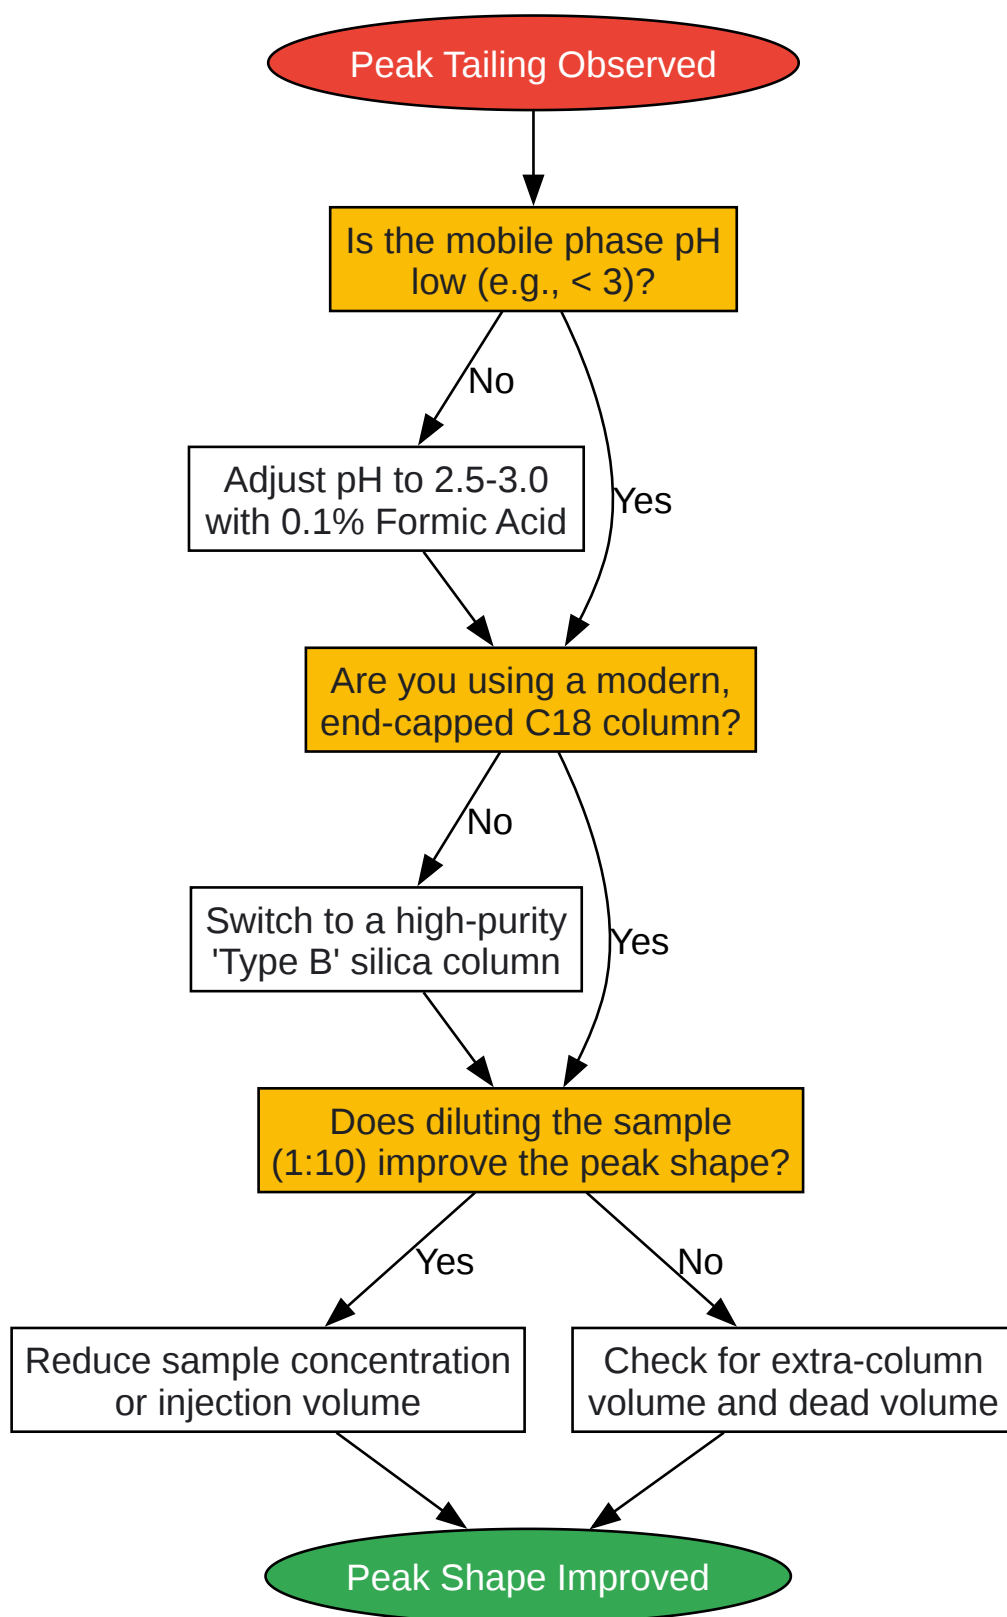 Peak Tailing Observed
Is the mobile phase pH
low (e.g., < 3)?
No
Adjust pH to 2.5-3.0
with 0.1% Formic Acid
Yes
Are you using a modern,
end-capped C18 column?
No
Switch to a high-purity
'Type B' silica column
Yes
Does diluting the sample
(1:10) improve the peak shape?
Yes
No
Reduce sample concentration
or injection volume
Check for extra-column
volume and dead volume
Peak Shape Improved